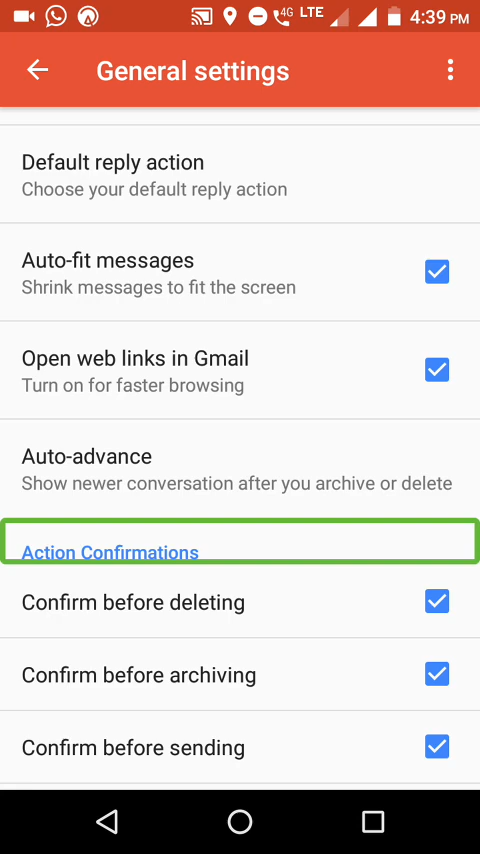 4G LTE 4:39 PM
General settings
Default reply action
Choose your default reply action
Auto-fit messages
Shrink messages to fit the screen
Open web links in Gmail
Turn on for faster browsing
Auto-advance
Show newer conversation after you archive or delete
Action Confirmations
Confirm before deleting
Confirm before archiving
Confirm before sending